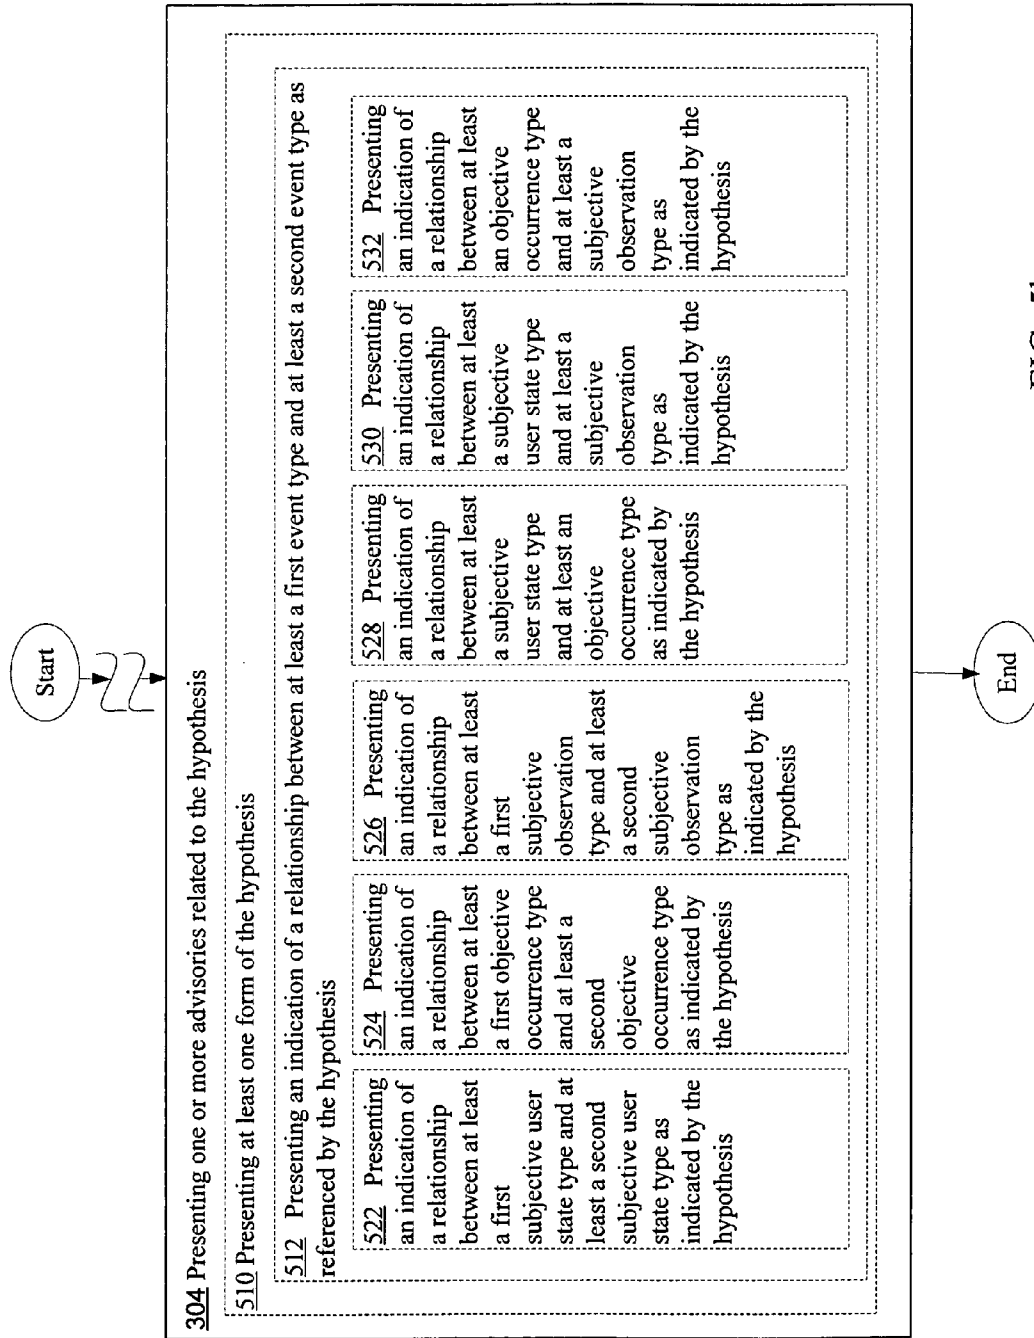 Start
304 Presenting one or more advisories related to the hypothesis
510 Presenting at least one form of the hypothesis
512 Presenting an indication of a relationship between at least a first event type and at least a second event type as
referenced by the hypothesis
522 Presenting
an indication of
a relationship
between at least
a first
subjective user
state type and at
least a second
subjective user
state type as
indicated by the
hypothesis
524 Presenting
an indication of
a relationship
between at least
a first objective
occurrence type
and at least a
second
objective
occurrence type
as indicated by
the hypothesis
526 Presenting
an indication of
a relationship
between at least
a first
subjective
observation
type and at least
a second
subjective
observation
type as
indicated by the
hypothesis
528 Presenting
an indication of
a relationship
between at least
a subjective
user state type
and at least an
objective
occurrence type
as indicated by
the hypothesis
530 Presenting
an indication of
a relationship
between at least
a subjective
user state type
and at least a
subjective
observation
type as
indicated by the
hypothesis
532 Presenting
an indication of
a relationship
between at least
an objective
occurrence type
and at least a
subjective
observation
type as
indicated by the
hypothesis
End